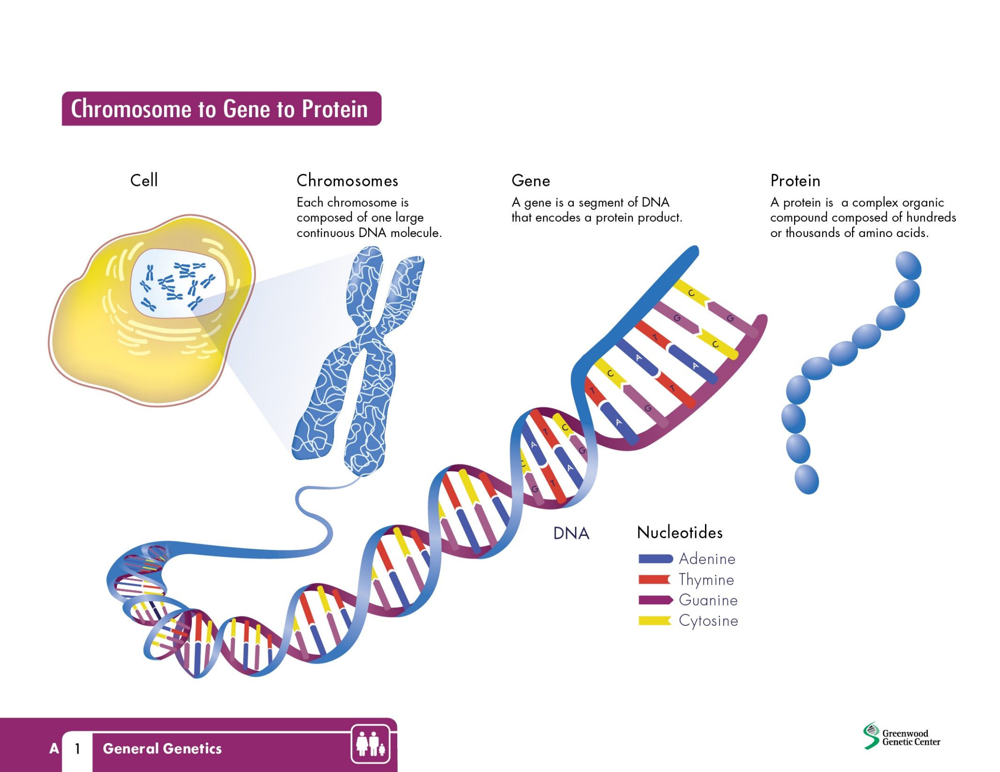 Chromosome to Gene to Protein
Cell
Chromosomes
Each chromosome is
composed of one large
continuous DNA molecule.
Gene
A gene is a segment of DNA
that encodes a protein product.
Protein
A protein is a complex organic
compound composed of hundreds
or thousands of amino acids.
C G
G C
T A
A T
C G
T A
C G
T A
A T
C G
DNA
Nucleotides
Adenine
Thymine
Guanine
Cytosine
A 1 General Genetics
Greenwood
Genetic Center